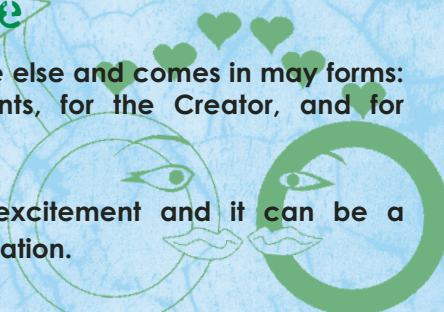 e
else and comes in may forms:
nts, for the Creator, and for
excitement and it can be a
ation.